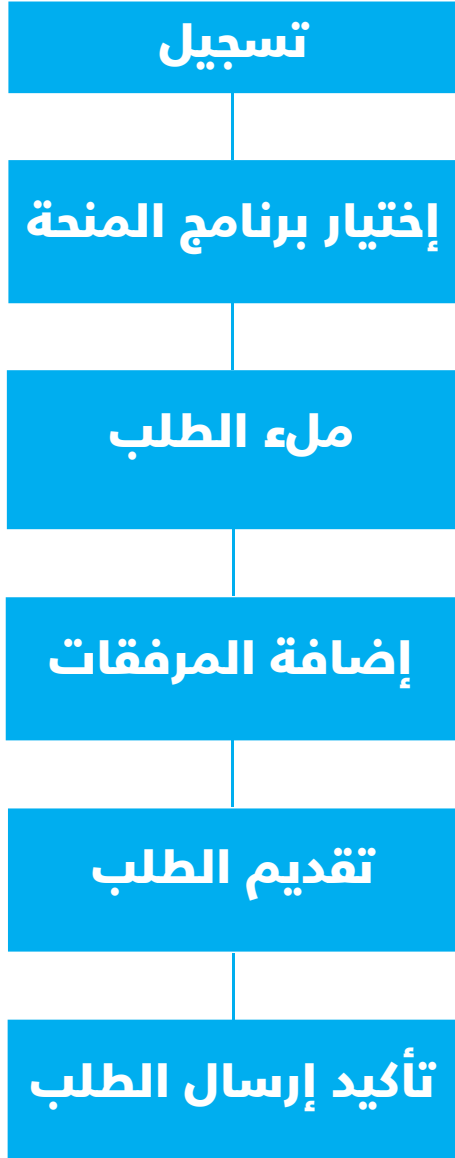 تسجيل
إختيار برنامج المنحة
ملء الطلب
إضافة المرفقات
تقديم الطلب
تأكيد إرسال الطلب